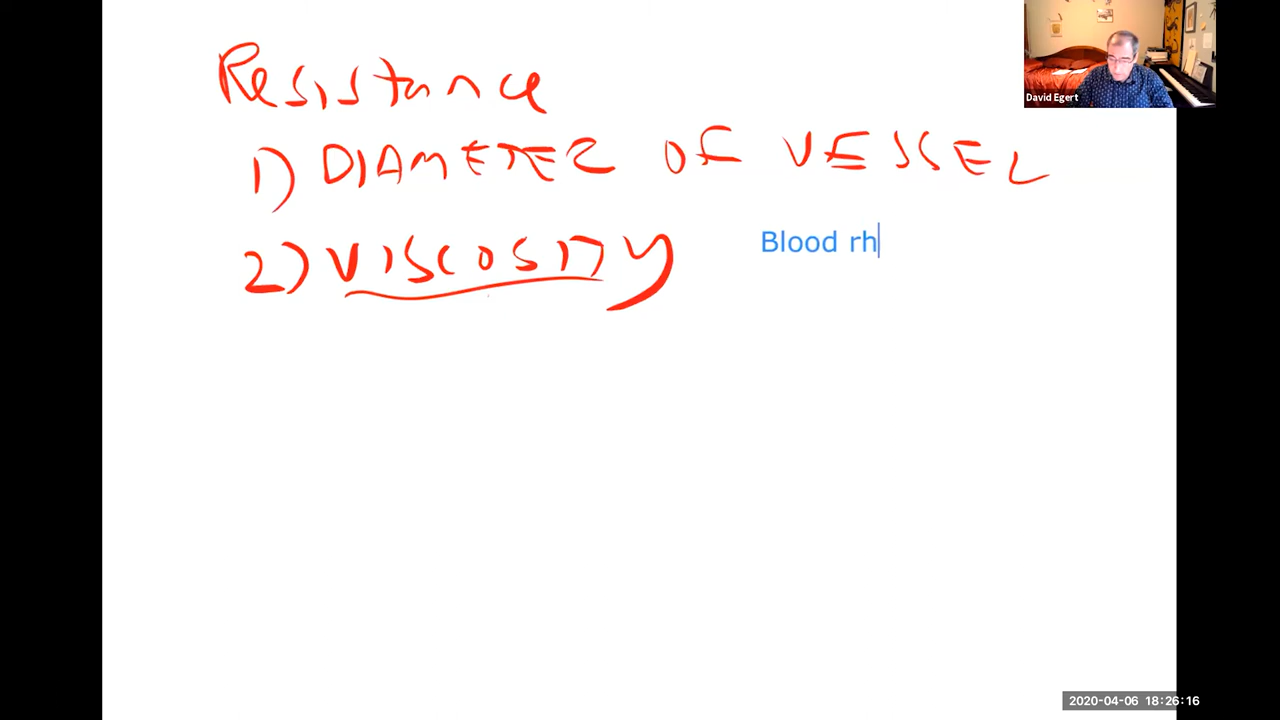 Resistance
1) DIAMETER OF VESSEL
2) VISCOSITY
Blood rh
David Egert
2020-04-06 18:26:16